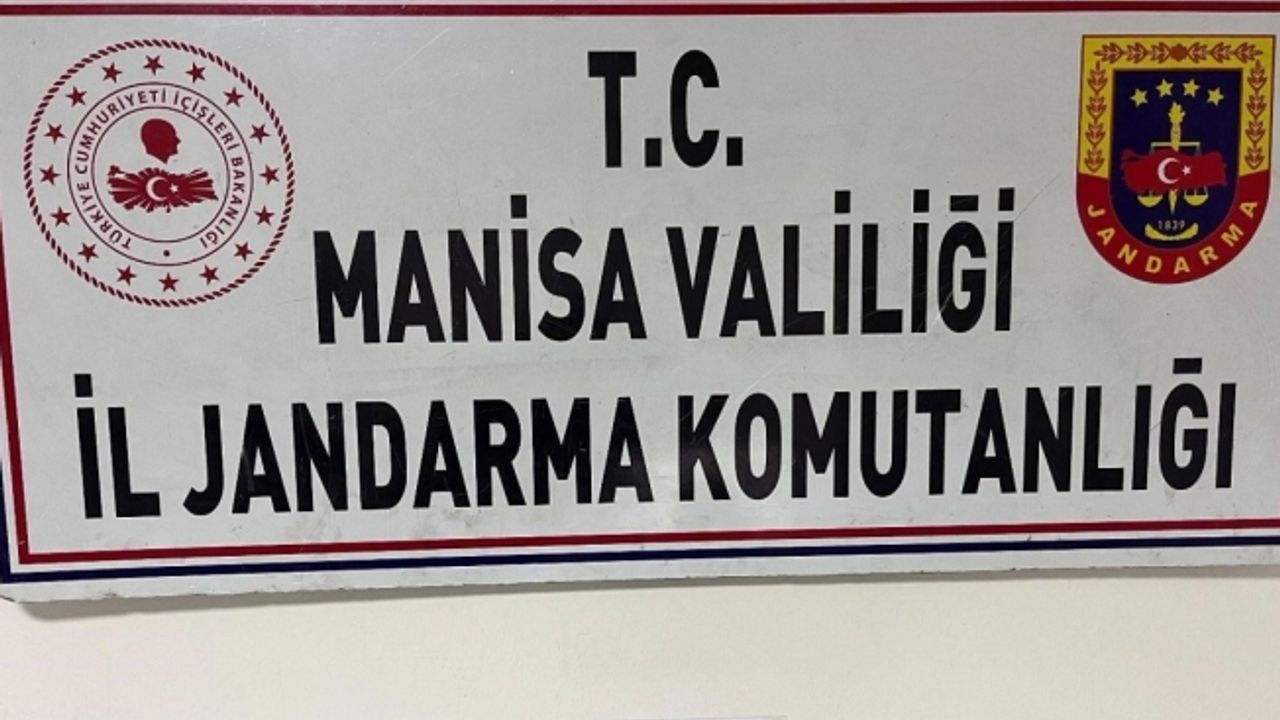 T.C.
MANİSA VALİLİĞİ
İL JANDARMA KOMUTANLIĞI
TÜRKİYE CUMHURİYETİ İÇİŞLERİ BAKANLIĞI
1839
JANDARMA